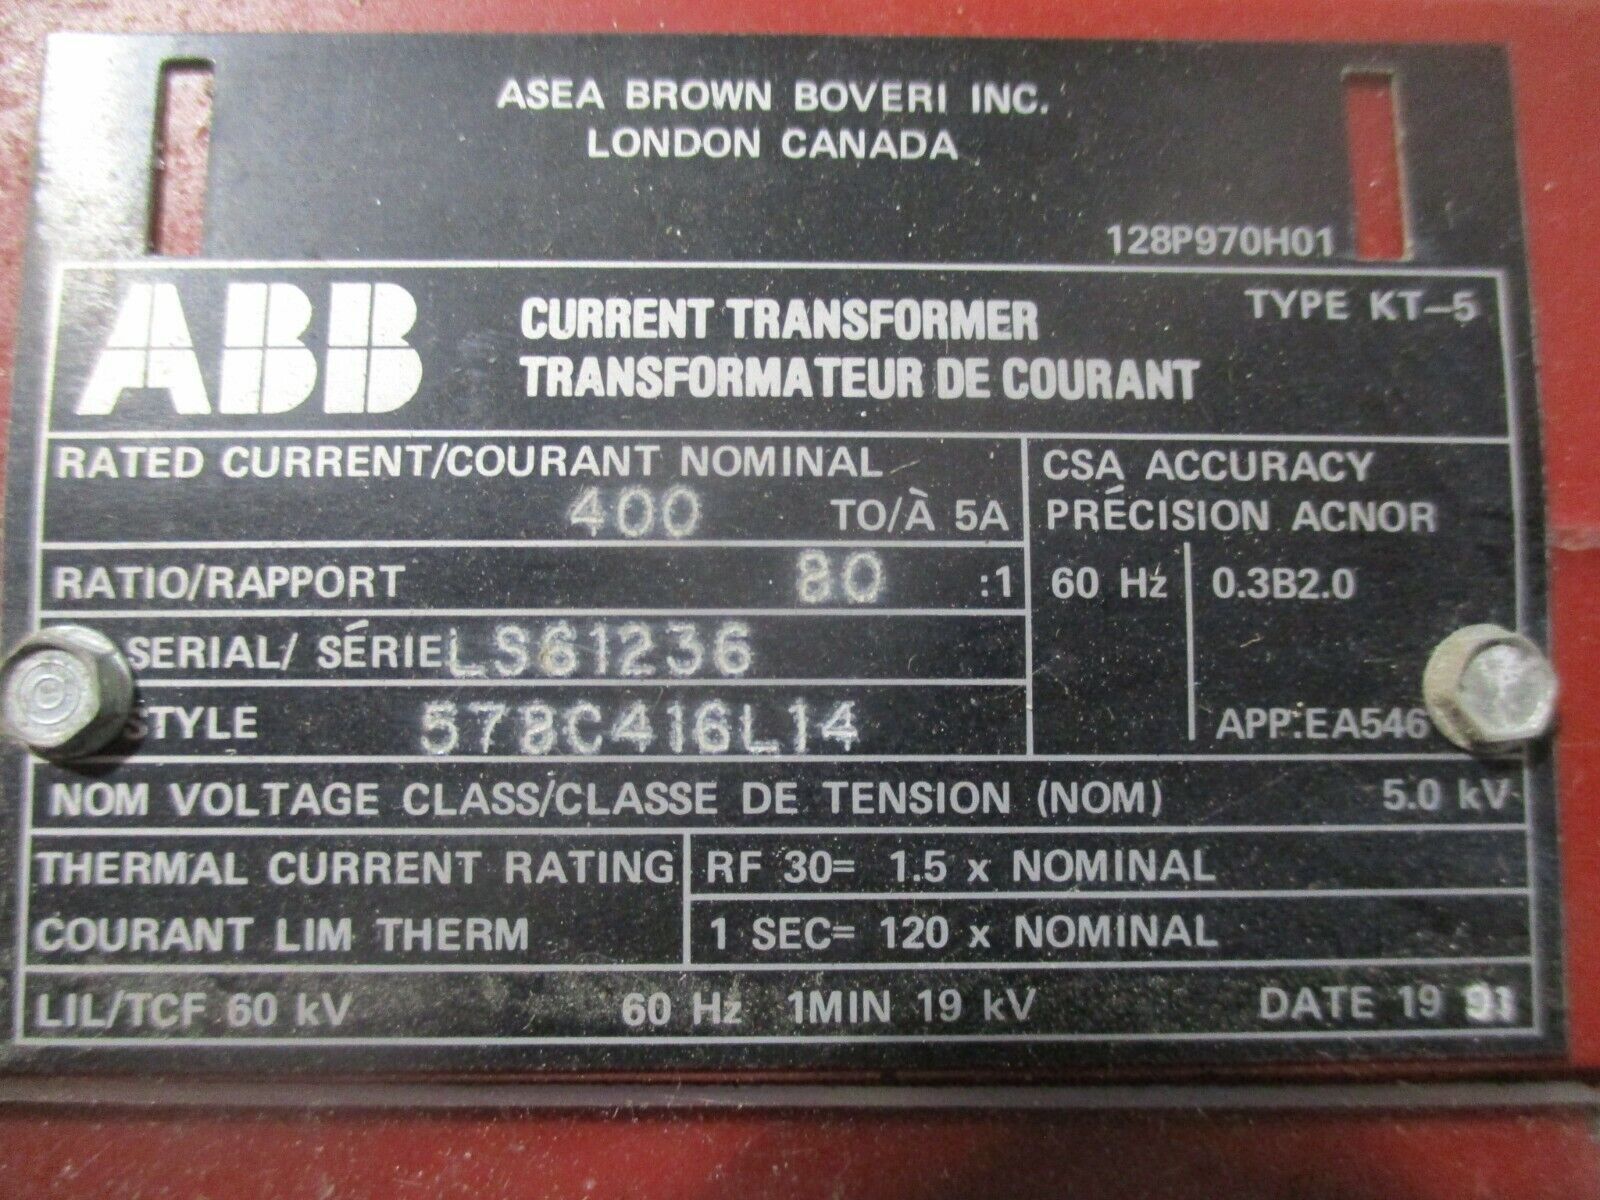 ASEA BROWN BOVERI INC.
LONDON CANADA
128P970H01
ABB
CURRENT TRANSFORMER
TRANSFORMATEUR DE COURANT
TYPE KT-5
RATED CURRENT/COURANT NOMINAL
400 TO/À 5A
RATIO/RAPPORT 80 :1
SERIAL/ SÉRIE LS61236
STYLE 578C416L14
CSA ACCURACY
PRÉCISION ACNOR
60 Hz 0.3B2.0
APP:EA546
NOM VOLTAGE CLASS/CLASSE DE TENSION (NOM) 5.0 kV
THERMAL CURRENT RATING
COURANT LIM THERM
RF 30= 1.5 x NOMINAL
1 SEC= 120 x NOMINAL
LIL/TCF 60 kV 60 Hz 1MIN 19 kV DATE 19